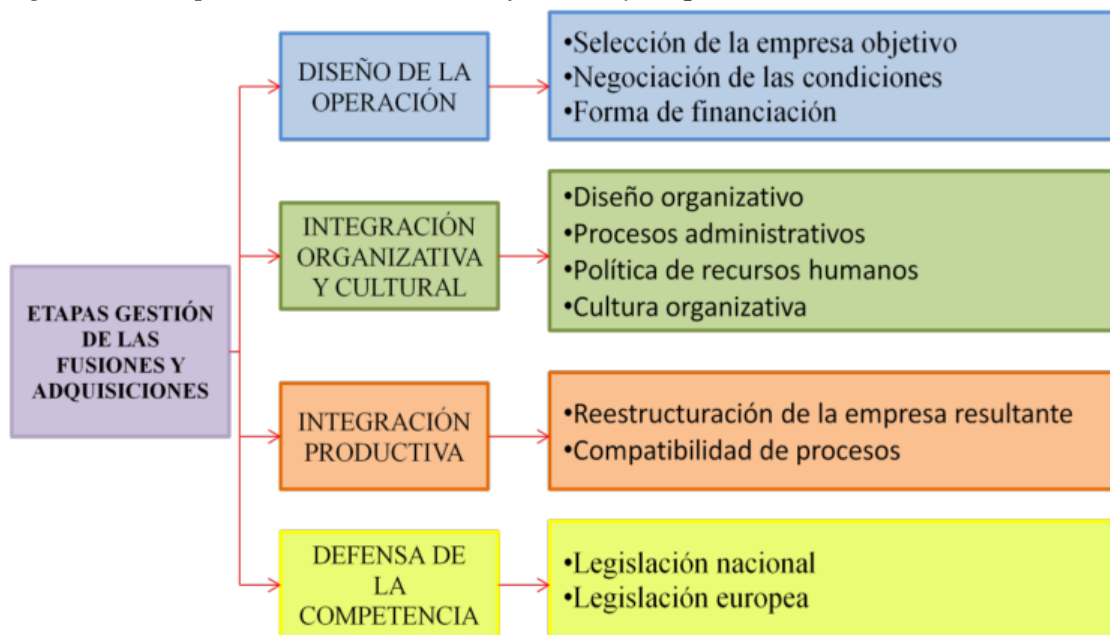 DISEÑO DE LA
OPERACIÓN
•Selección de la empresa objetivo
•Negociación de las condiciones
•Forma de financiación
INTEGRACIÓN
ORGANIZATIVA
Y CULTURAL
•Diseño organizativo
•Procesos administrativos
•Política de recursos humanos
•Cultura organizativa
ETAPAS GESTIÓN
DE LAS
FUSIONES Y
ADQUISICIONES
INTEGRACIÓN
PRODUCTIVA
•Reestructuración de la empresa resultante
•Compatibilidad de procesos
DEFENSA DE
LA
COMPETENCIA
•Legislación nacional
•Legislación europea